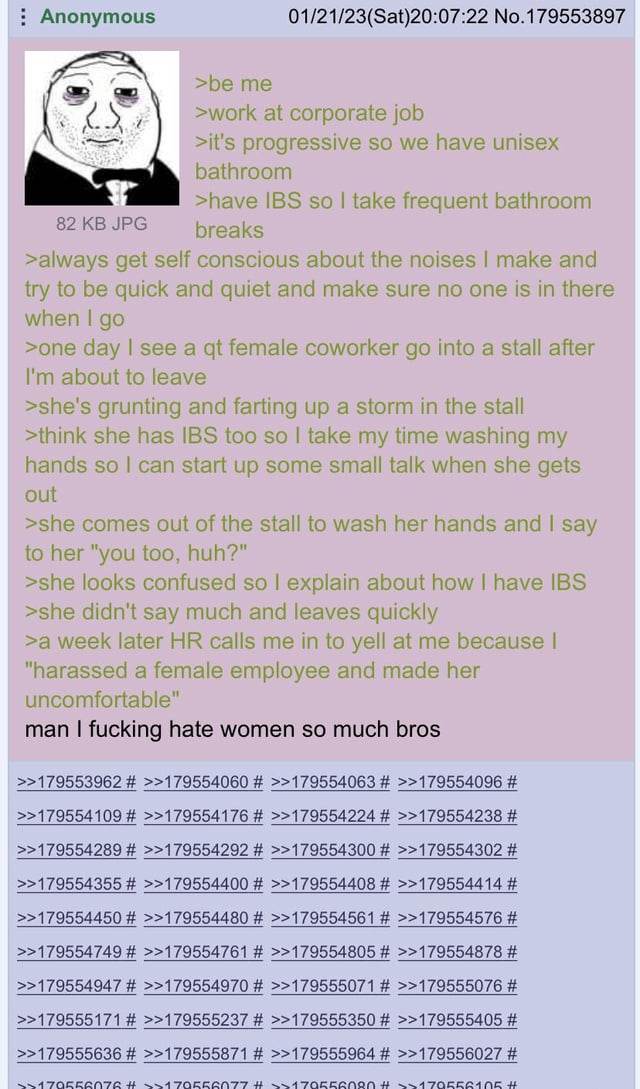 Anonymous 01/21/23(Sat)20:07:22 No.179553897
>be me
>work at corporate job
>it's progressive so we have unisex
bathroom
>have IBS so I take frequent bathroom
breaks
82 KB JPG
>always get self conscious about the noises I make and
try to be quick and quiet and make sure no one is in there
when I go
>one day I see a qt female coworker go into a stall after
I'm about to leave
>she's grunting and farting up a storm in the stall
>think she has IBS too so I take my time washing my
hands so I can start up some small talk when she gets
out
>she comes out of the stall to wash her hands and I say
to her "you too, huh?"
>she looks confused so I explain about how I have IBS
>she didn't say much and leaves quickly
>a week later HR calls me in to yell at me because I
"harassed a female employee and made her
uncomfortable"
man I fucking hate women so much bros
>>179553962 # >>179554060 # >>179554063 # >>179554096 #
>>179554109 # >>179554176 # >>179554224 # >>179554238 #
>>179554289 # >>179554292 # >>179554300 # >>179554302 #
>>179554355 # >>179554400 # >>179554408 # >>179554414 #
>>179554450 # >>179554480 # >>179554561 # >>179554576 #
>>179554749 # >>179554761 # >>179554805 # >>179554878 #
>>179554947 # >>179554970 # >>179555071 # >>179555076 #
>>179555171 # >>179555237 # >>179555350 # >>179555405 #
>>179555636 # >>179555871 # >>179555964 # >>179556027 #
>>179556076 # >>179556077 # >>179556080 # >>179556105 #